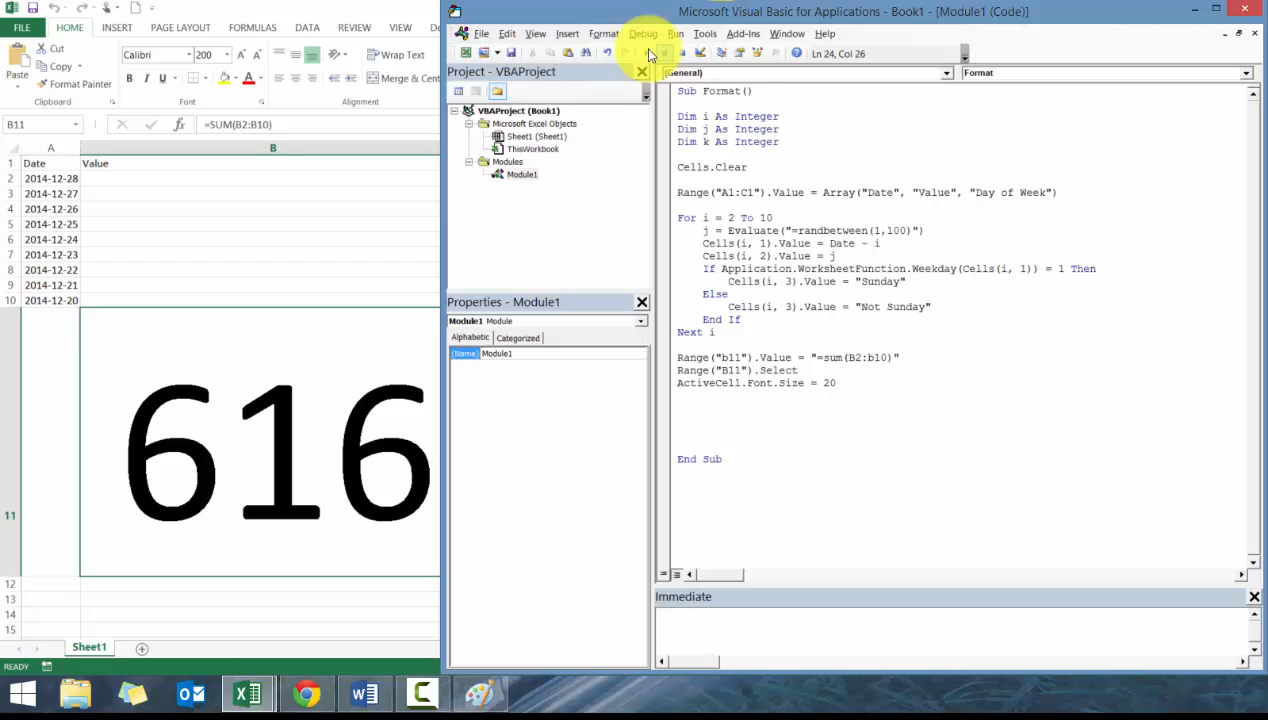 FILE HOME INSERT PAGE LAYOUT FORMULAS DATA REVIEW VIEW
Paste
Cut
Copy
Format Painter
Clipboard
Calibri 200
B I U
Font
Wrap Text
Merge & Cent
Alignment
B11 =SUM(B2:B10)
A B
1 Date Value
2 2014-12-28
3 2014-12-27
4 2014-12-26
5 2014-12-25
6 2014-12-24
7 2014-12-23
8 2014-12-22
9 2014-12-21
10 2014-12-20
11 616
12
13
14
15
Sheet1
READY
Microsoft Visual Basic for Applications - Book1 - [Module1 (Code)]
File Edit View Insert Format Debug Run Tools Add-Ins Window Help
Ln 24, Col 26
Project - VBAProject
VBAProject (Book1)
Microsoft Excel Objects
Sheet1 (Sheet1)
ThisWorkbook
Modules
Module1
Properties - Module1
Module1 Module
Alphabetic Categorized
(Name) Module1
(General) Format
Sub Format()
Dim i As Integer
Dim j As Integer
Dim k As Integer
Cells.Clear
Range("A1:C1").Value = Array("Date", "Value", "Day of Week")
For i = 2 To 10
j = Evaluate("=randbetween(1,100)")
Cells(i, 1).Value = Date - i
Cells(i, 2).Value = j
If Application.WorksheetFunction.Weekday(Cells(i, 1)) = 1 Then
Cells(i, 3).Value = "Sunday"
Else
Cells(i, 3).Value = "Not Sunday"
End If
Next i
Range("b11").Value = "=sum(B2:b10)"
Range("B11").Select
ActiveCell.Font.Size = 20
End Sub
Immediate